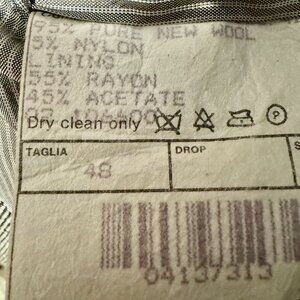 95% PURE NEW WOOL
5% NYLON
LINING
55% RAYON
45% ACETATE
Dry clean only
P
TAGLIA
DROP
S
48
04137313